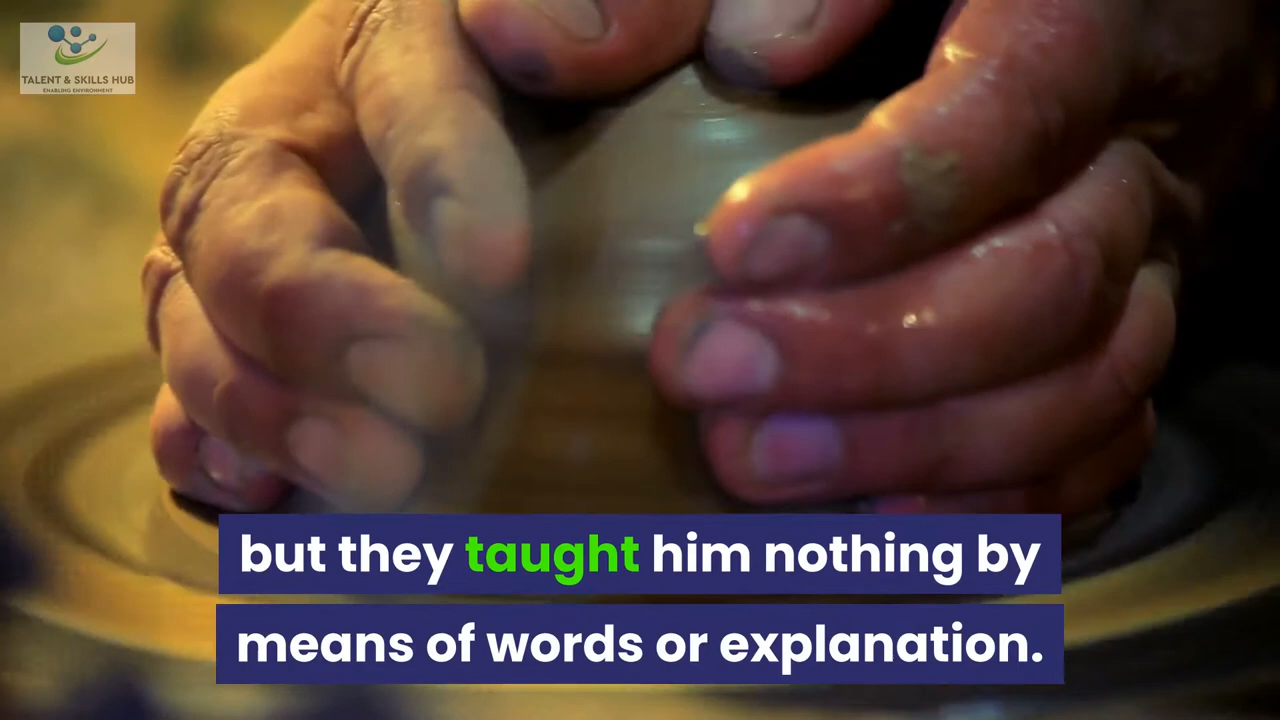 TALENT & SKILLS HUB
ENABLING ENVIRONMENT
but they taught him nothing by
means of words or explanation.